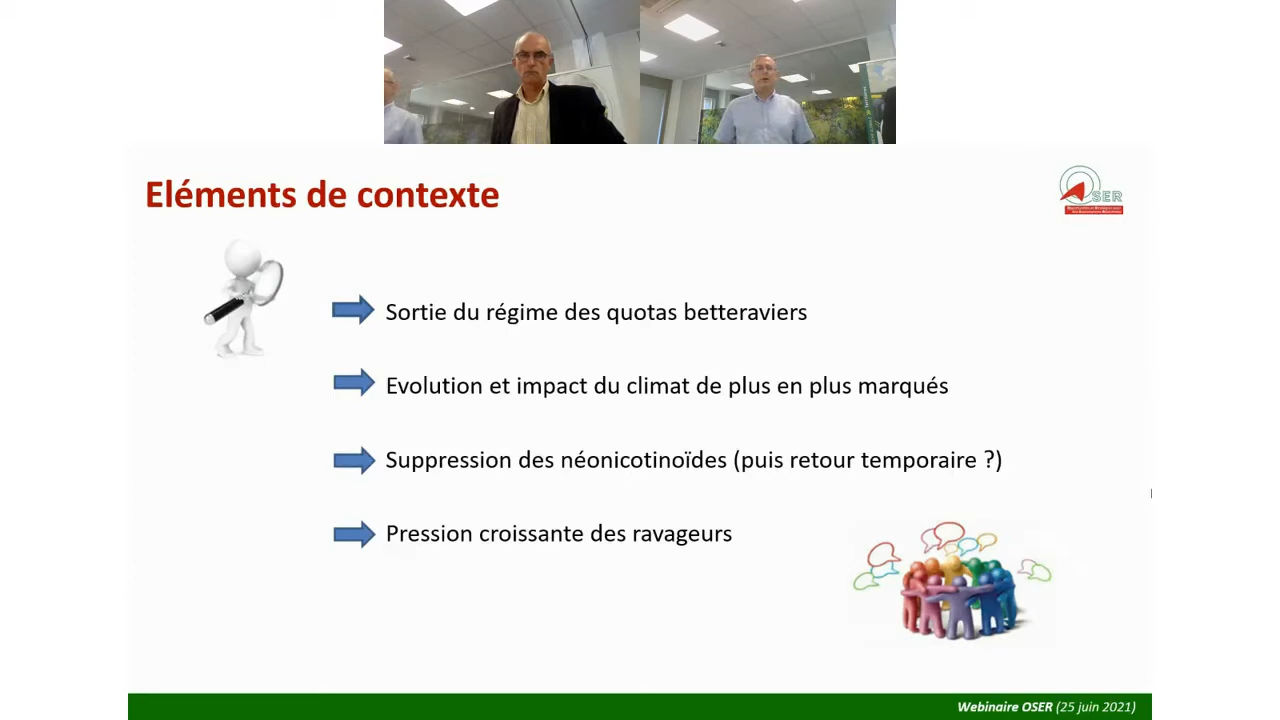 Eléments de contexte
OSER
Sortie du régime des quotas betteraviers
Evolution et impact du climat de plus en plus marqués
Suppression des néonicotinoïdes (puis retour temporaire ?)
Pression croissante des ravageurs
Webinaire OSER (25 juin 2021)